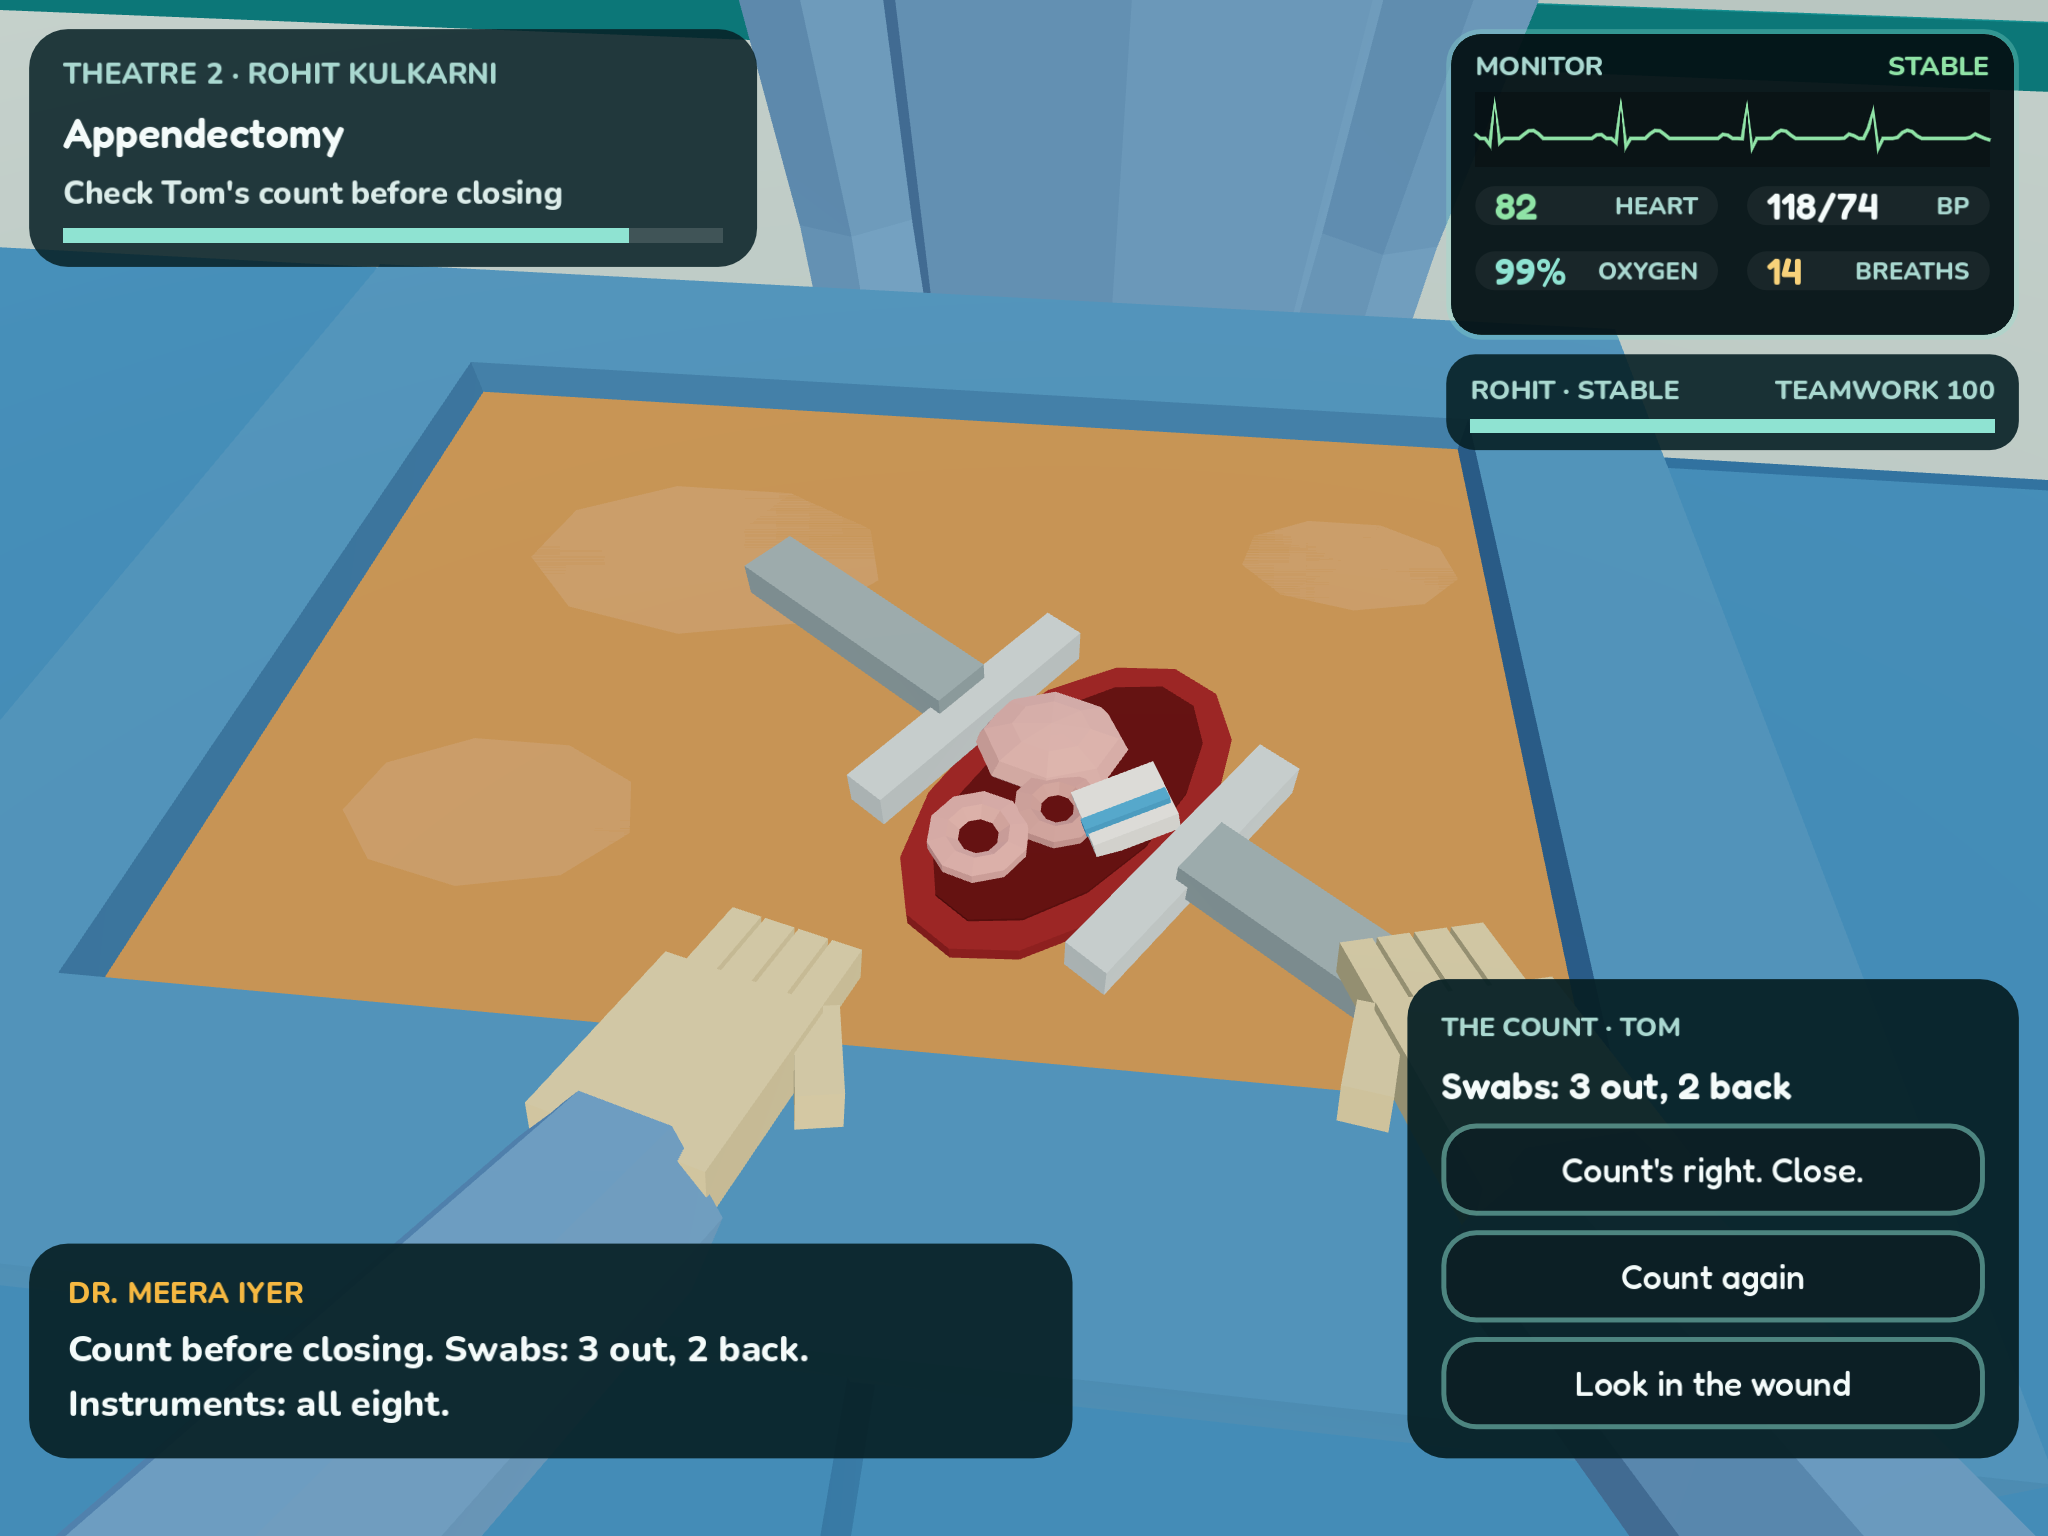 THEATRE 2 · ROHIT KULKARNI
Appendectomy
Check Tom's count before closing
MONITOR STABLE
82 HEART 118/74 BP
99% OXYGEN 14 BREATHS
ROHIT · STABLE TEAMWORK 100
THE COUNT · TOM
Swabs: 3 out, 2 back
Count's right. Close.
Count again
Look in the wound
DR. MEERA IYER
Count before closing. Swabs: 3 out, 2 back.
Instruments: all eight.